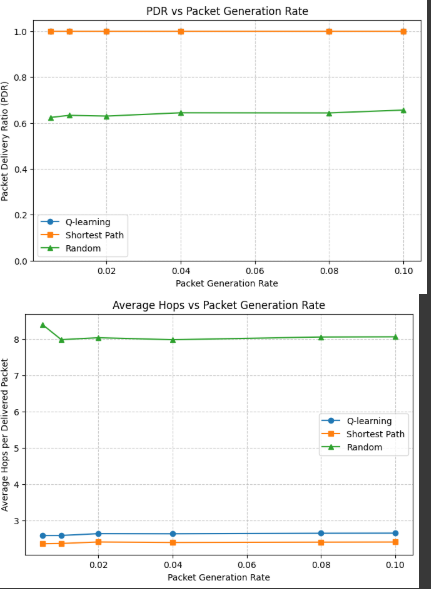 PDR vs Packet Generation Rate
Packet Delivery Ratio (PDR)
1.0
0.8
0.6
0.4
0.2
0.0
Q-learning
Shortest Path
Random
0.02 0.04 0.06 0.08 0.10
Packet Generation Rate
Average Hops vs Packet Generation Rate
Average Hops per Delivered Packet
8
7
6
5
4
3
Q-learning
Shortest Path
Random
0.02 0.04 0.06 0.08 0.10
Packet Generation Rate